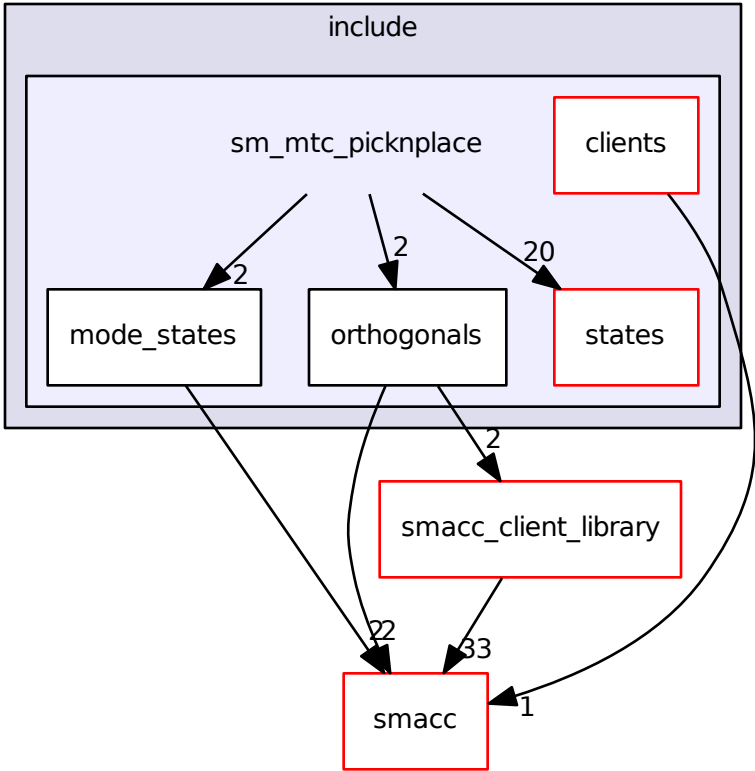 include
sm_mtc_picknplace
clients
2
2
20
mode_states
orthogonals
states
2
smacc_client_library
2
2
33
1
smacc